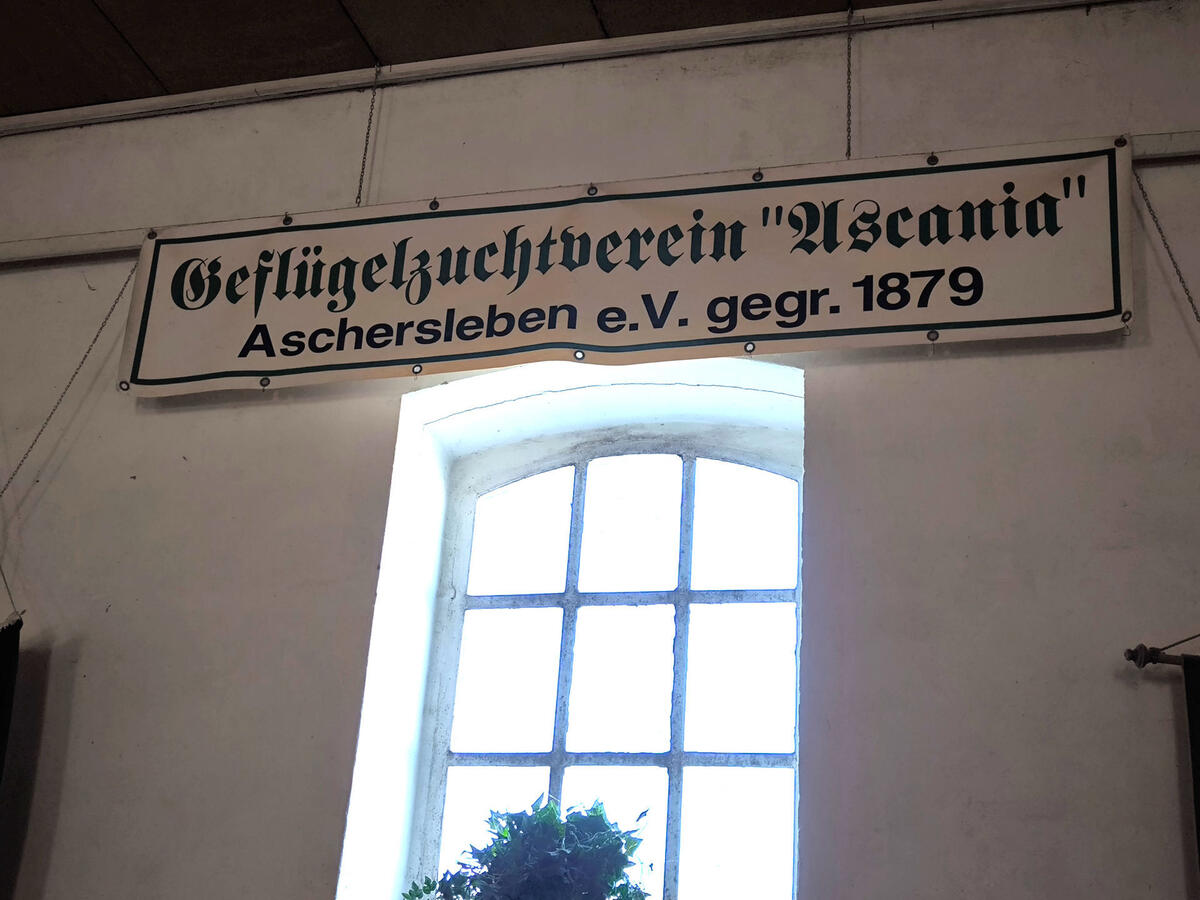 Geflügelzuchtverein "Ascania"
Aschersleben e.V. gegr. 1879